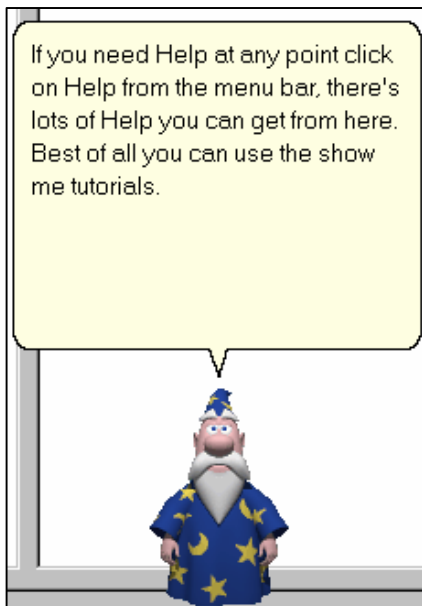 If you need Help at any point click
on Help from the menu bar, there's
lots of Help you can get from here.
Best of all you can use the show
me tutorials.